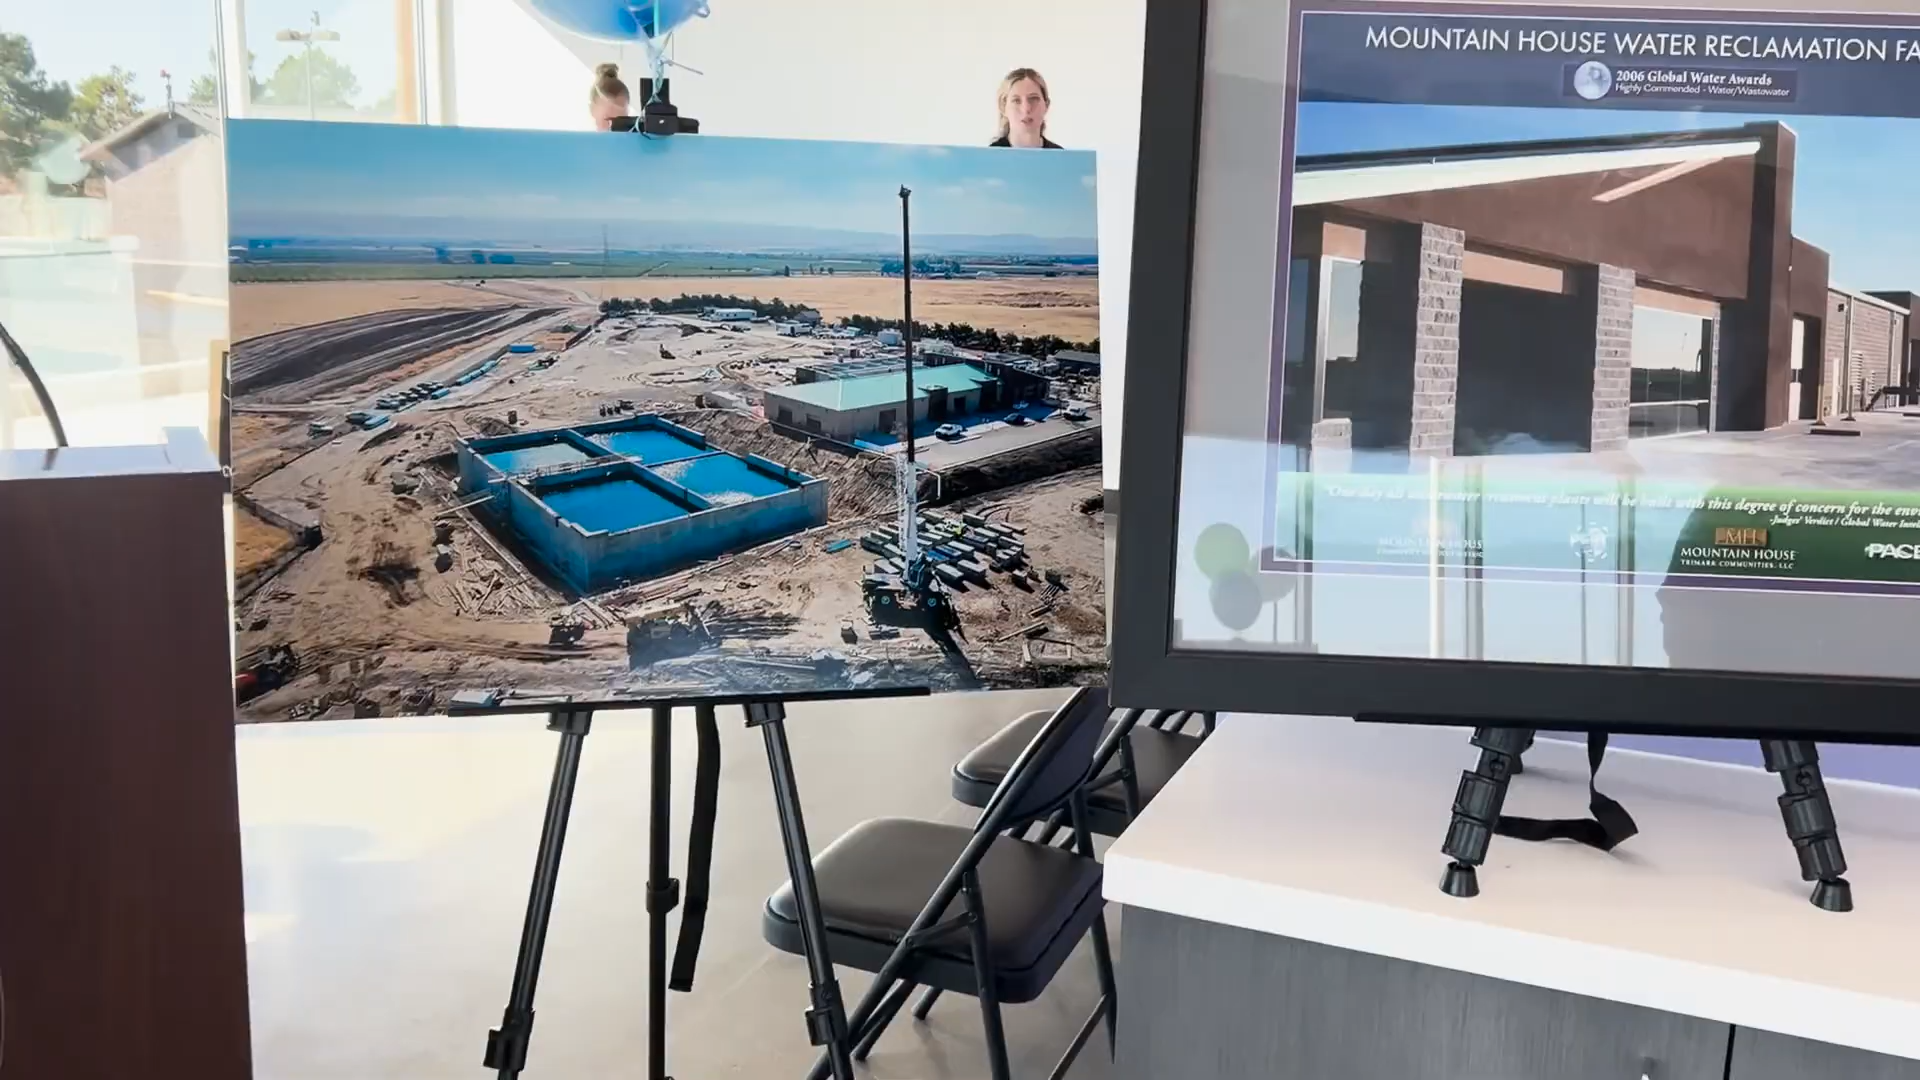 MOUNTAIN HOUSE WATER RECLAMATION FA
2006 Global Water Awards
Highly Commended - Water/Wastewater
"One day all wastewater treatment plants will be built with this degree of concern for the env
-Judges' Verdict / Global Water Intel
MOUNTAIN HOUSE
MH
MOUNTAIN HOUSE
TRIMARK COMMUNITIES, LLC
PACE